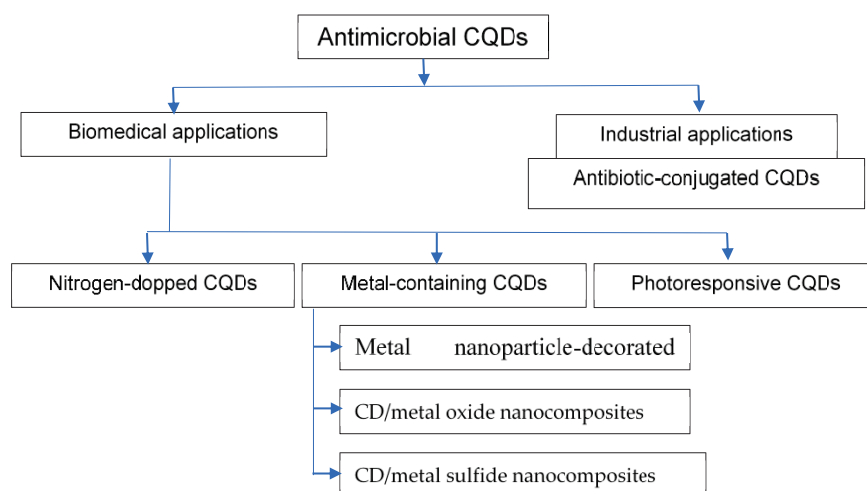 Antimicrobial CQDs
Biomedical applications
Industrial applications
Antibiotic-conjugated CQDs
Nitrogen-dopped CQDs
Metal-containing CQDs
Photoresponsive CQDs
Metal nanoparticle-decorated
CD/metal oxide nanocomposites
CD/metal sulfide nanocomposites